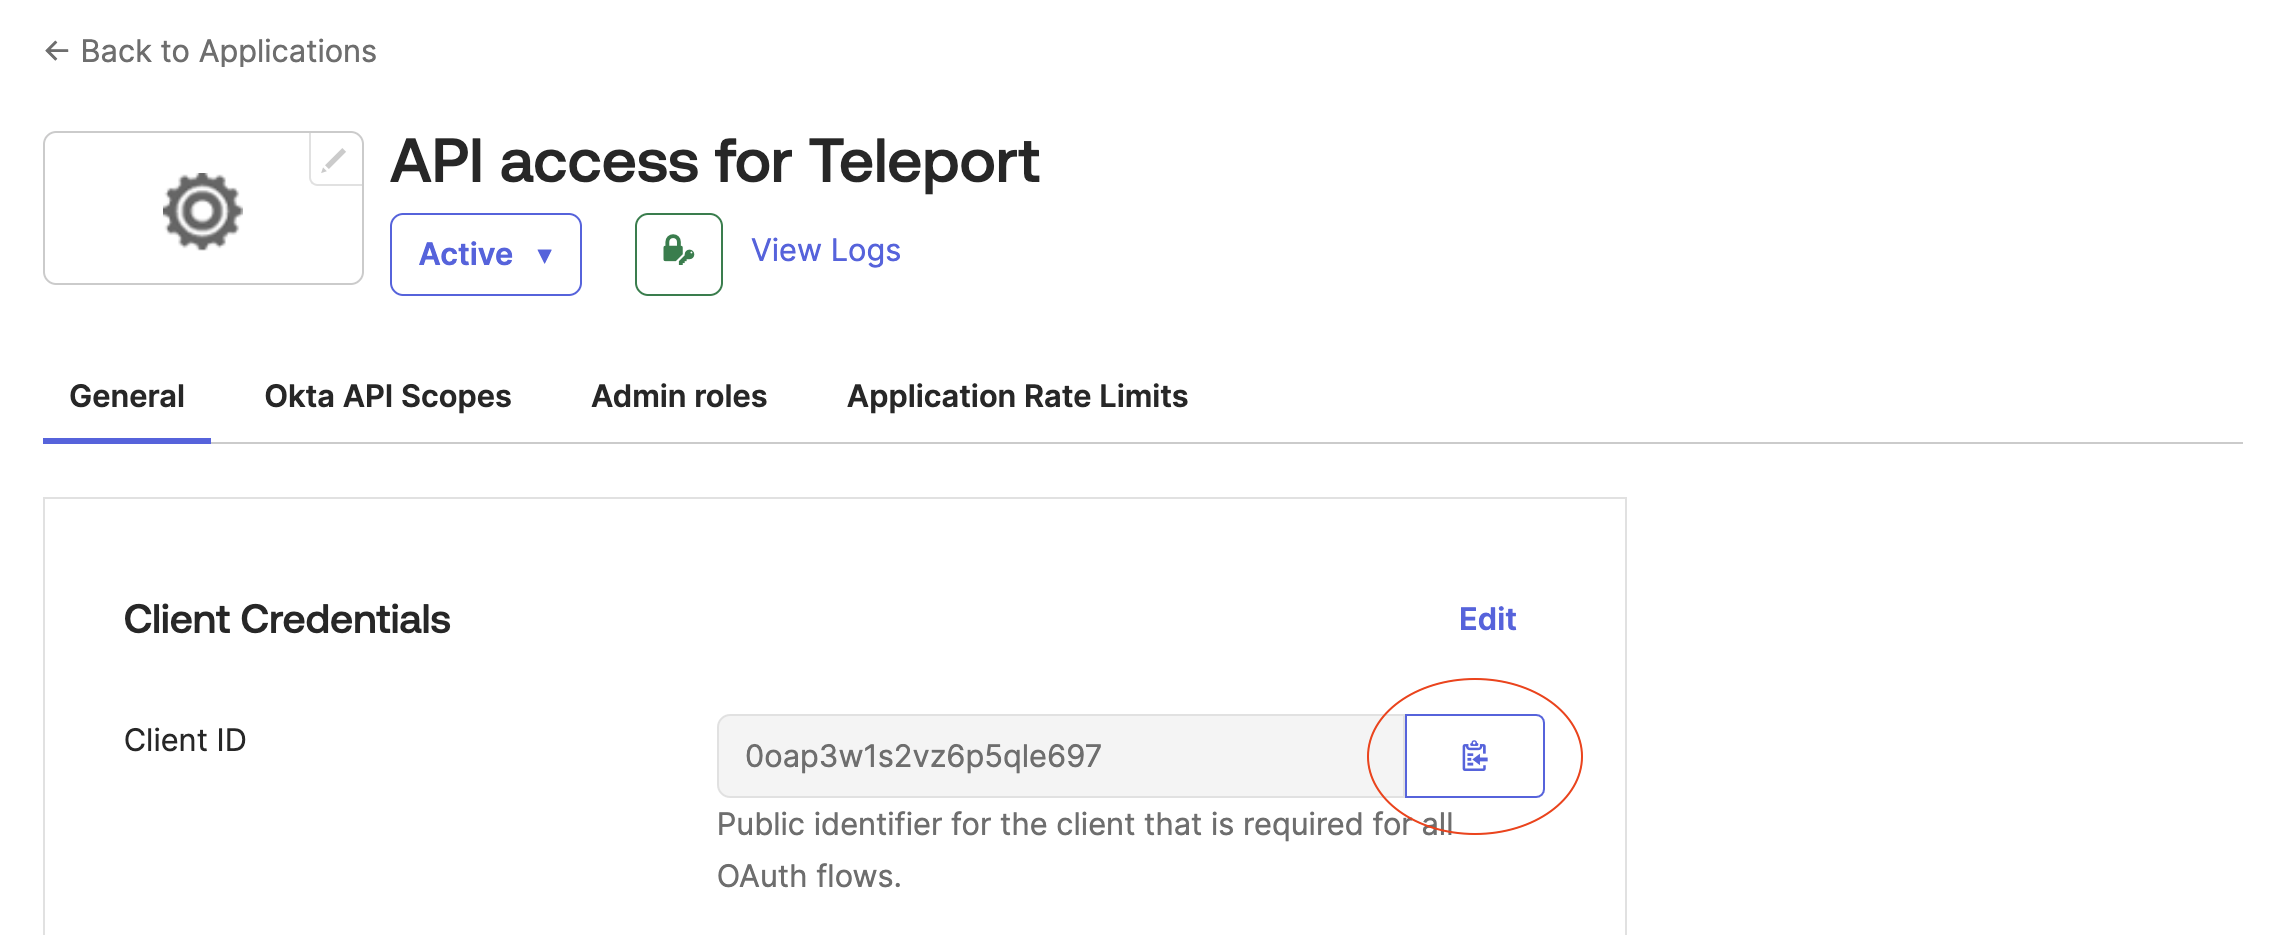 ← Back to Applications
API access for Teleport
Active ▼
View Logs
General Okta API Scopes Admin roles Application Rate Limits
Client Credentials Edit
Client ID 0oap3w1s2vz6p5qle697
Public identifier for the client that is required for all
OAuth flows.